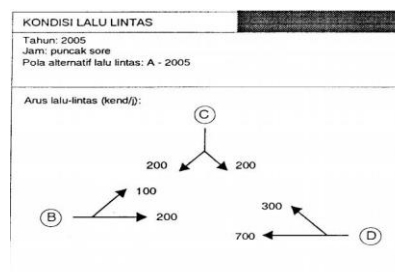 KONDISI LALU LINTAS
Tahun: 2005
Jam: puncak sore
Pola alternatif lalu lintas: A - 2005
Arus lalu-lintas (kend/j):
C
200 200
100
B 200
300
700 D